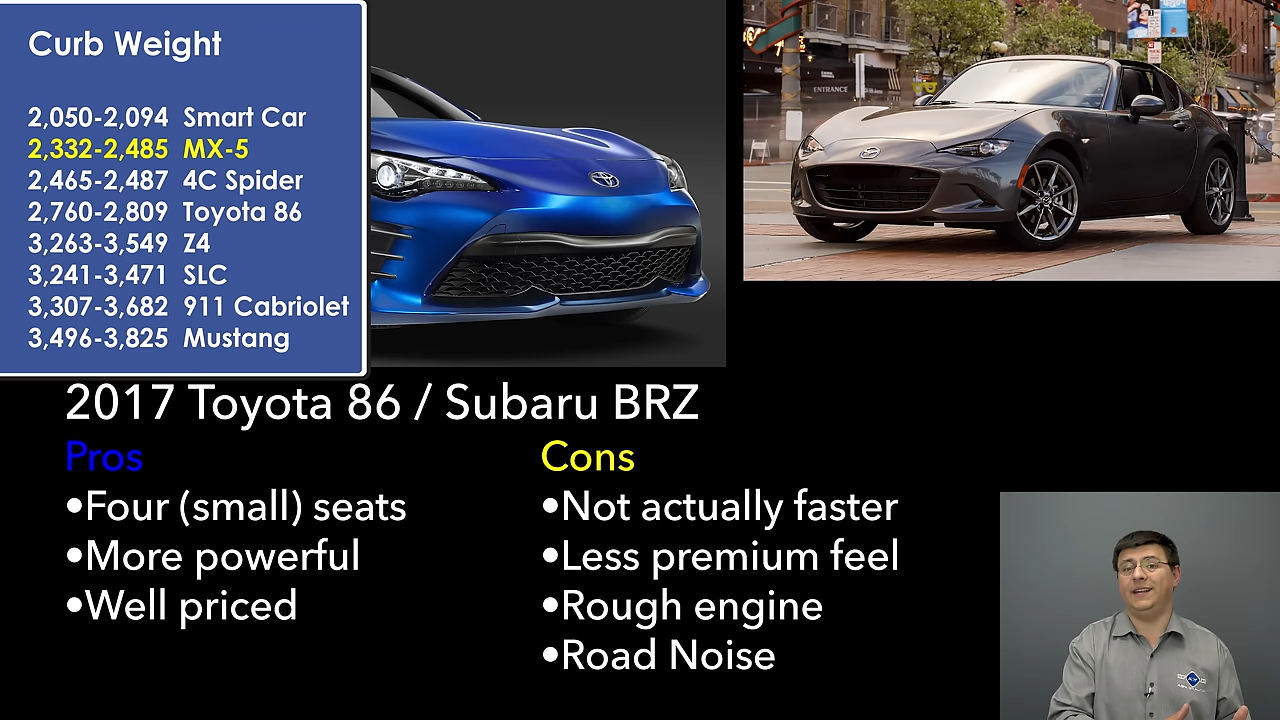 Curb Weight
2,050-2,094 Smart Car
2,332-2,485 MX-5
2,465-2,487 4C Spider
2,760-2,809 Toyota 86
3,263-3,549 Z4
3,241-3,471 SLC
3,307-3,682 911 Cabriolet
3,496-3,825 Mustang
ENTRANCE
2017 Toyota 86 / Subaru BRZ
Pros
•Four (small) seats
•More powerful
•Well priced
Cons
•Not actually faster
•Less premium feel
•Rough engine
•Road Noise